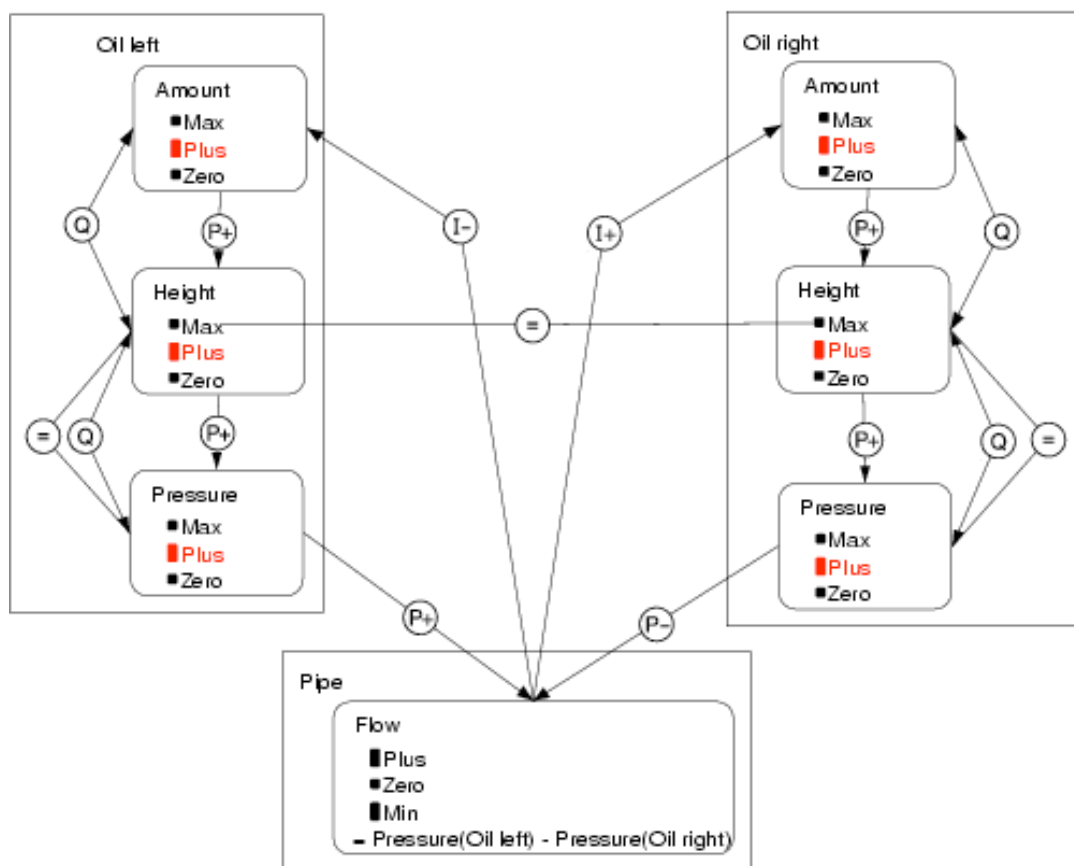 Oil left
Amount
Max
Plus
Zero
Q
P+
Height
Max
Plus
Zero
=
Q
P+
Pressure
Max
Plus
Zero
I-
I+
=
P+
P-
Oil right
Amount
Max
Plus
Zero
P+
Q
Height
Max
Plus
Zero
P+
Q
=
Pressure
Max
Plus
Zero
Pipe
Flow
Plus
Zero
Min
- Pressure(Oil left) - Pressure(Oil right)